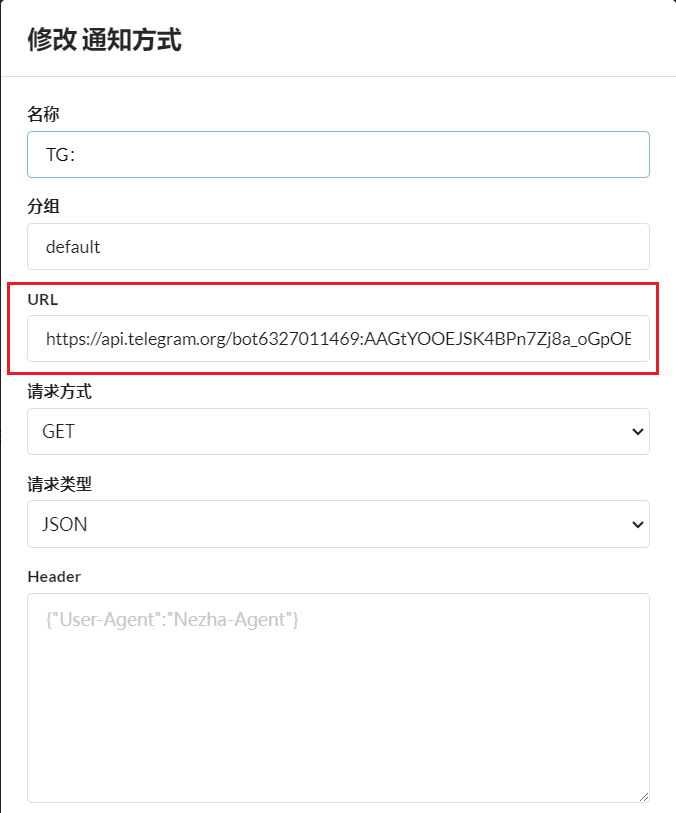 修改 通知方式
名称
TG：
分组
default
URL
https://api.telegram.org/bot6327011469:AAGtYOOEJSK4BPn7Zj8a_oGpOE
请求方式
GET
请求类型
JSON
Header
{"User-Agent":"Nezha-Agent"}